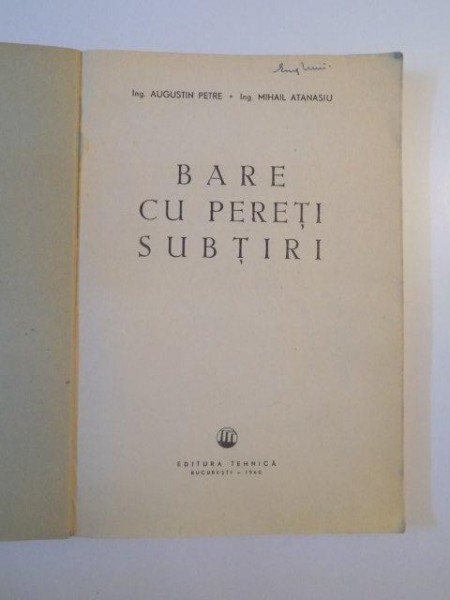 Ing. AUGUSTIN PETRE • Ing. MIHAIL ATANASIU
BARE
CU PEREȚI
SUBȚIRI
EDITURA TEHNICĂ
BUCUREȘTI – 1960